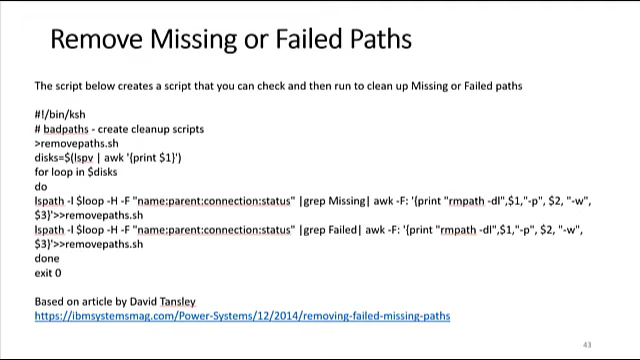 Remove Missing or Failed Paths
The script below creates a script that you can check and then run to clean up Missing or Failed paths
#!/bin/ksh
# badpaths - create cleanup scripts
>removepaths.sh
disks=$(lspv | awk '{print $1}')
for loop in $disks
do
lspath -l $loop -H -F "name:parent:connection:status" |grep Missing| awk -F: '{print "rmpath -dl",$1,"-p", $2, "-w",
$3}'>>removepaths.sh
lspath -l $loop -H -F "name:parent:connection:status" |grep Failed| awk -F: '{print "rmpath -dl",$1,"-p", $2, "-w",
$3}'>>removepaths.sh
done
exit 0
Based on article by David Tansley
https://ibmsystemsmag.com/Power-Systems/12/2014/removing-failed-missing-paths
43